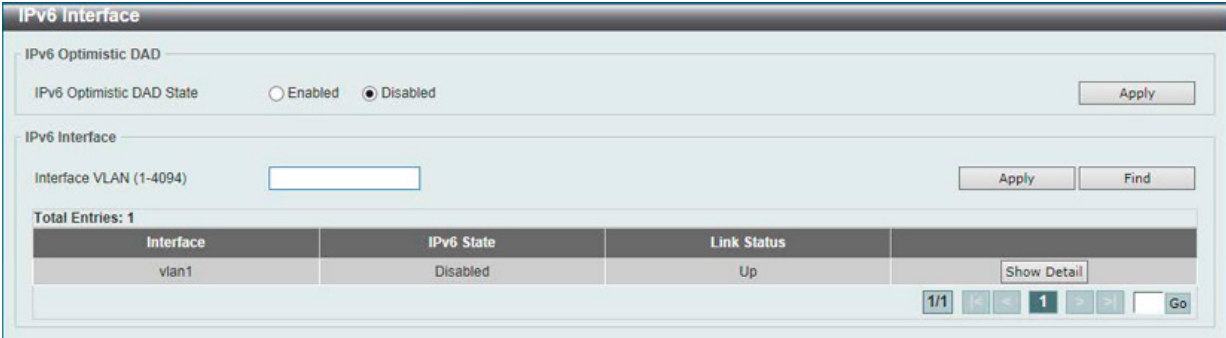 IPv6 Interface
IPv6 Optimistic DAD
IPv6 Optimistic DAD State Enabled Disabled Apply
IPv6 Interface
Interface VLAN (1-4094) Apply Find
Total Entries: 1
Interface IPv6 State Link Status
vlan1 Disabled Up Show Detail
1/1 |< < 1 > >| Go